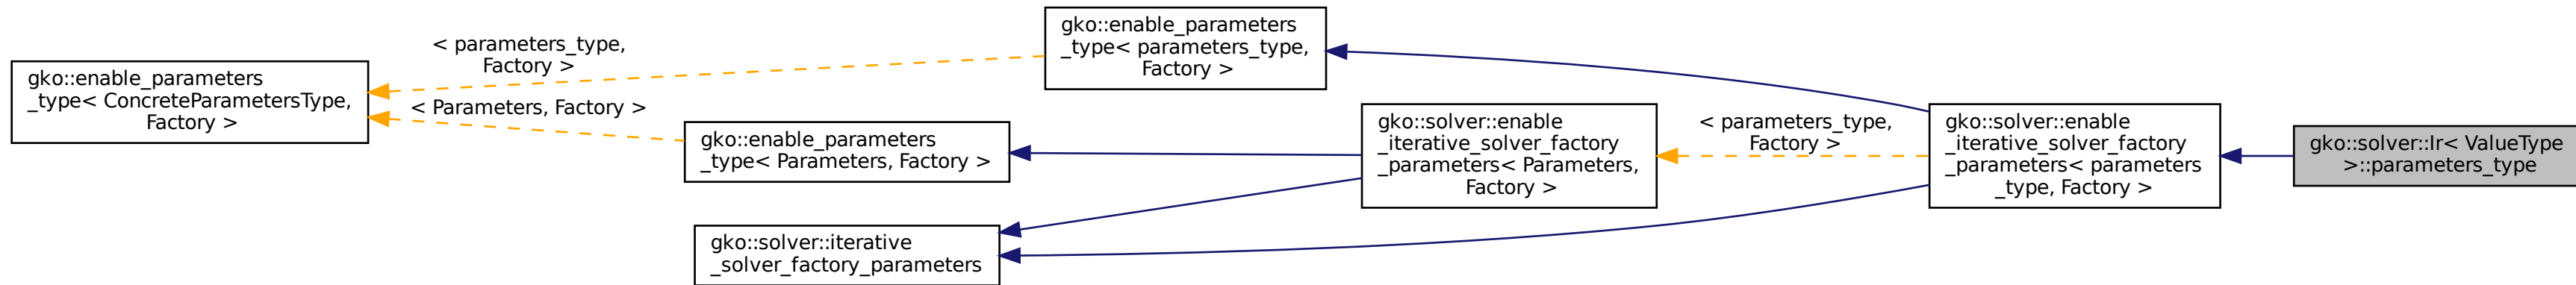 gko::enable_parameters
_type< ConcreteParametersType,
Factory >
< parameters_type,
Factory >
< Parameters, Factory >
gko::enable_parameters
_type< parameters_type,
Factory >
gko::enable_parameters
_type< Parameters, Factory >
gko::solver::iterative
_solver_factory_parameters
gko::solver::enable
_iterative_solver_factory
_parameters< Parameters,
Factory >
< parameters_type,
Factory >
gko::solver::enable
_iterative_solver_factory
_parameters< parameters
_type, Factory >
gko::solver::Ir< ValueType
>::parameters_type